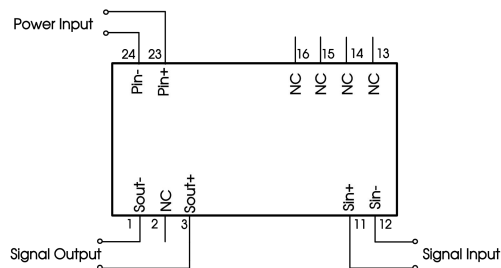 Power Input
24 23 16 15 14 13
Pin- Pin+ NC NC NC NC
Sout- NC Sout+ Sin+ Sin-
1 2 3 11 12
Signal Output Signal Input